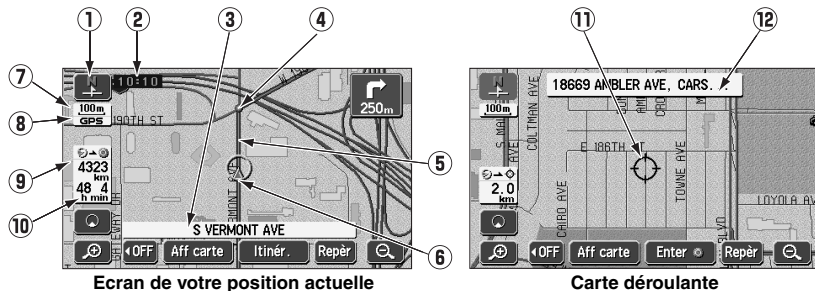 ① ② ③ ④ ⑤ ⑥ ⑦ ⑧ ⑨ ⑩
10:10
100m
GPS
190TH ST
250m
4323
km
48 4
h min
S VERMONT AVE
OFF Aff carte Itinér. Repèr
Ecran de votre position actuelle
⑪ ⑫
18669 AMBLER AVE, CARS.
100m
COLTMAN AVE
E 186TH ST
2.0
km
CAIRO AVE
TOWNE AVE
LOYOLA AV
OFF Aff carte Enter Repèr
Carte déroulante